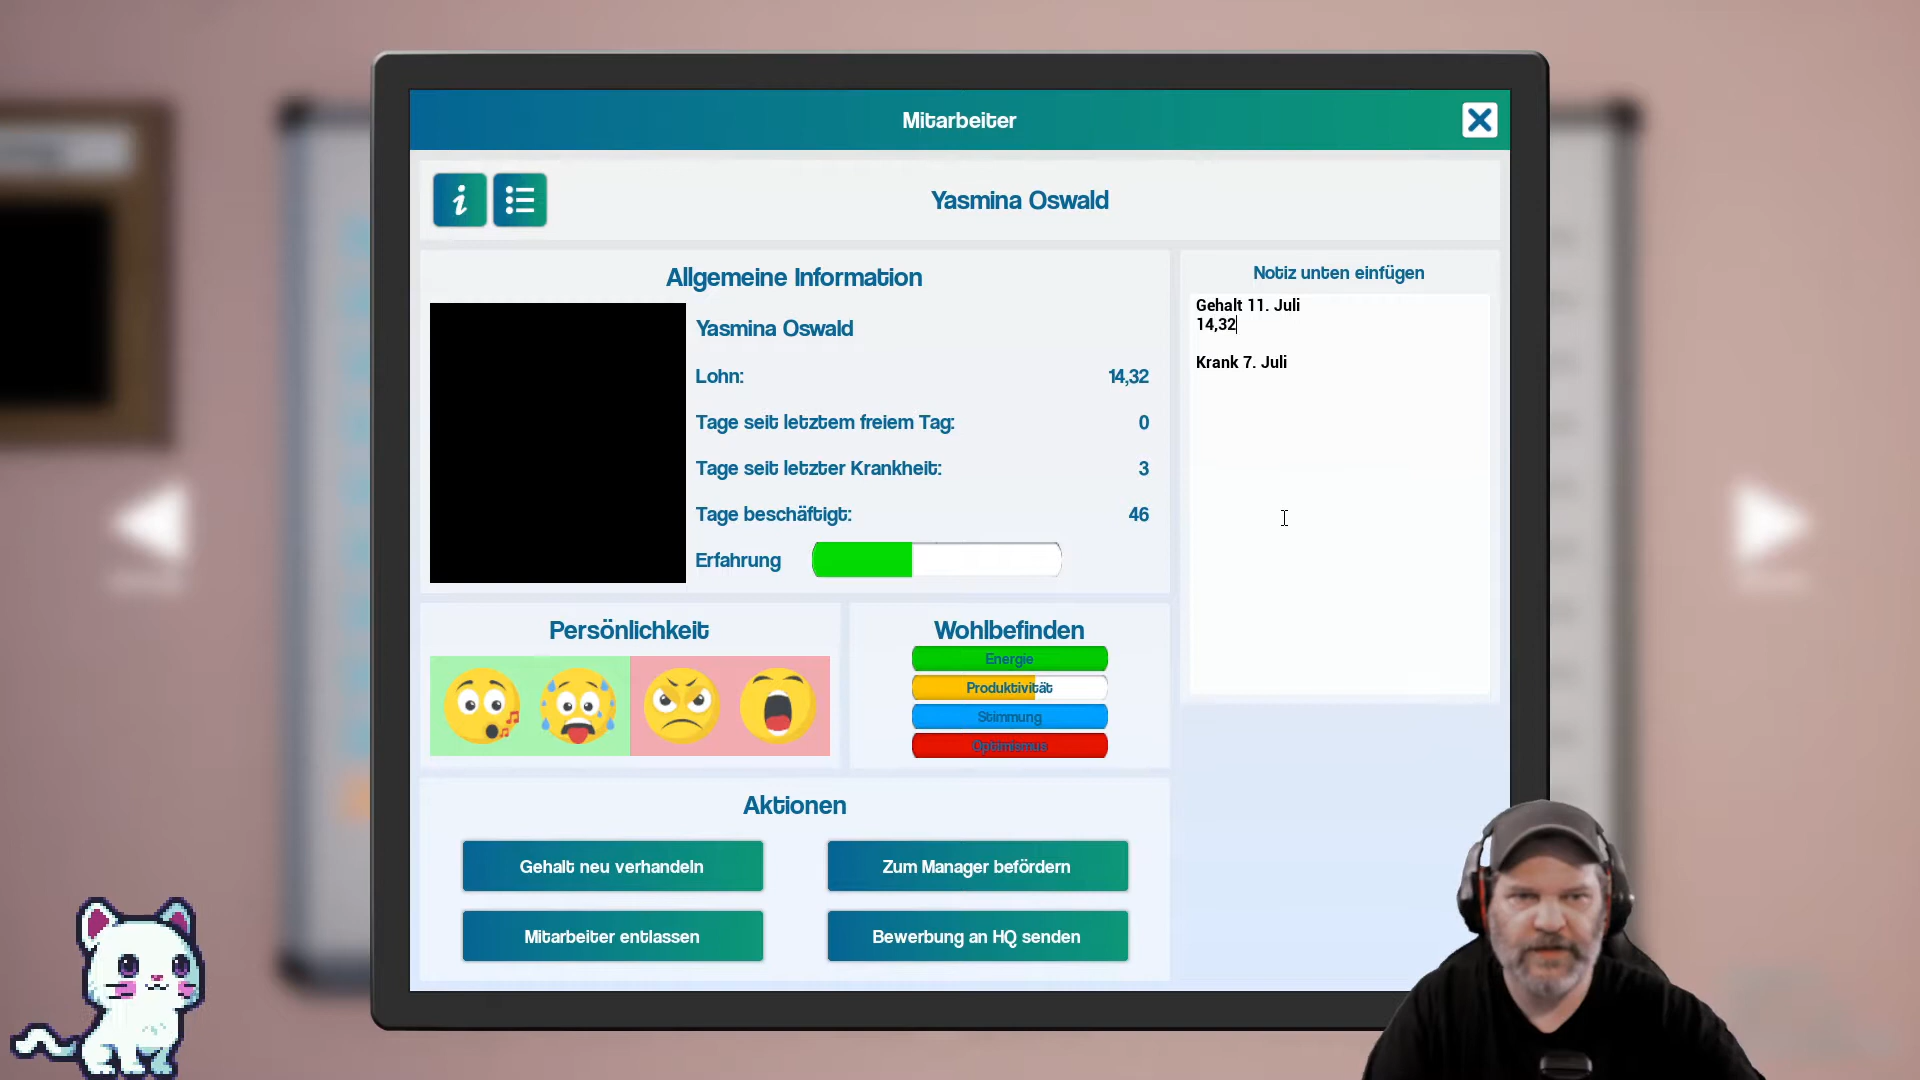 Mitarbeiter
Yasmina Oswald
Allgemeine Information
Yasmina Oswald
Lohn: 14,32
Tage seit letztem freiem Tag: 0
Tage seit letzter Krankheit: 3
Tage beschäftigt: 46
Erfahrung
Notiz unten einfügen
Gehalt 11. Juli
14,32
Krank 7. Juli
Persönlichkeit
Wohlbefinden
Energie
Produktivität
Stimmung
Optimismus
Aktionen
Gehalt neu verhandeln
Zum Manager befördern
Mitarbeiter entlassen
Bewerbung an HQ senden